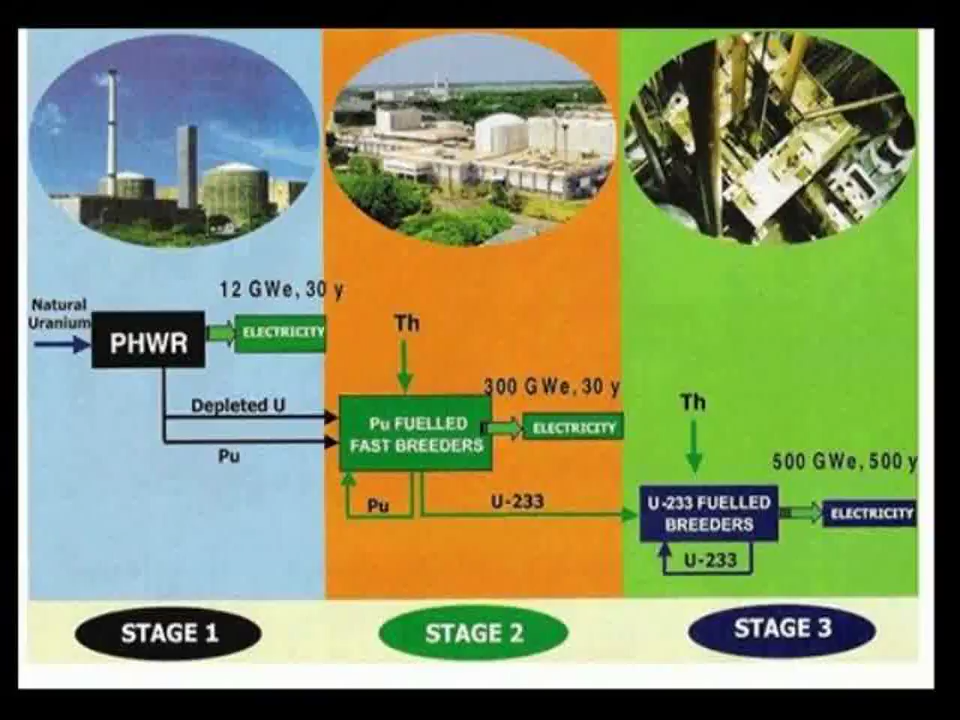 12 GWe, 30 y
Natural
Uranium
PHWR
ELECTRICITY
Depleted U
Pu
Th
300 GWe, 30 y
Pu FUELLED
FAST BREEDERS
ELECTRICITY
Pu
U-233
Th
500 GWe, 500 y
U-233 FUELLED
BREEDERS
ELECTRICITY
U-233
STAGE 1
STAGE 2
STAGE 3